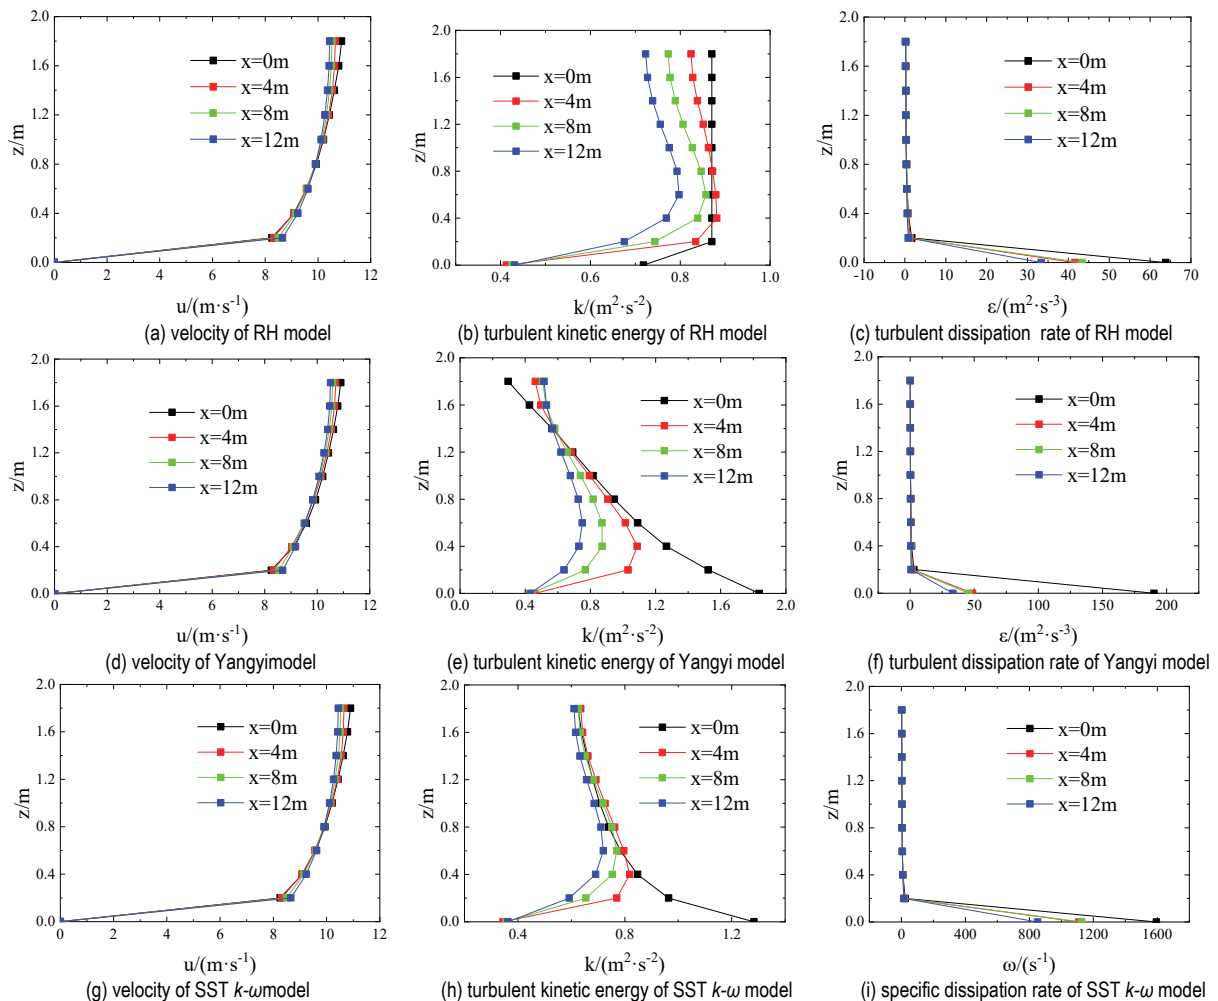 2.0
1.6
1.2
0.8
0.4
0.0
z/m
x=0m
x=4m
x=8m
x=12m
0 2 4 6 8 10 12
u/(m·s⁻¹)
(a) velocity of RH model
2.0
1.6
1.2
0.8
0.4
0.0
z/m
x=0m
x=4m
x=8m
x=12m
0.4 0.6 0.8 1.0
k/(m²·s⁻²)
(b) turbulent kinetic energy of RH model
2.0
1.6
1.2
0.8
0.4
0.0
z/m
x=0m
x=4m
x=8m
x=12m
-10 0 10 20 30 40 50 60 70
ε/(m²·s⁻³)
(c) turbulent dissipation rate of RH model
2.0
1.6
1.2
0.8
0.4
0.0
z/m
x=0m
x=4m
x=8m
x=12m
0 2 4 6 8 10 12
u/(m·s⁻¹)
(d) velocity of Yangyimodel
2.0
1.6
1.2
0.8
0.4
0.0
z/m
x=0m
x=4m
x=8m
x=12m
0.0 0.4 0.8 1.2 1.6 2.0
k/(m²·s⁻²)
(e) turbulent kinetic energy of Yangyi model
2.0
1.6
1.2
0.8
0.4
0.0
z/m
x=0m
x=4m
x=8m
x=12m
0 50 100 150 200
ε/(m²·s⁻³)
(f) turbulent dissipation rate of Yangyi model
2.0
1.6
1.2
0.8
0.4
0.0
z/m
x=0m
x=4m
x=8m
x=12m
0 2 4 6 8 10 12
u/(m·s⁻¹)
(g) velocity of SST k-ωmodel
2.0
1.6
1.2
0.8
0.4
0.0
z/m
x=0m
x=4m
x=8m
x=12m
0.4 0.8 1.2
k/(m²·s⁻²)
(h) turbulent kinetic energy of SST k-ω model
2.0
1.6
1.2
0.8
0.4
0.0
z/m
x=0m
x=4m
x=8m
x=12m
0 400 800 1200 1600
ω/(s⁻¹)
(i) specific dissipation rate of SST k-ω model